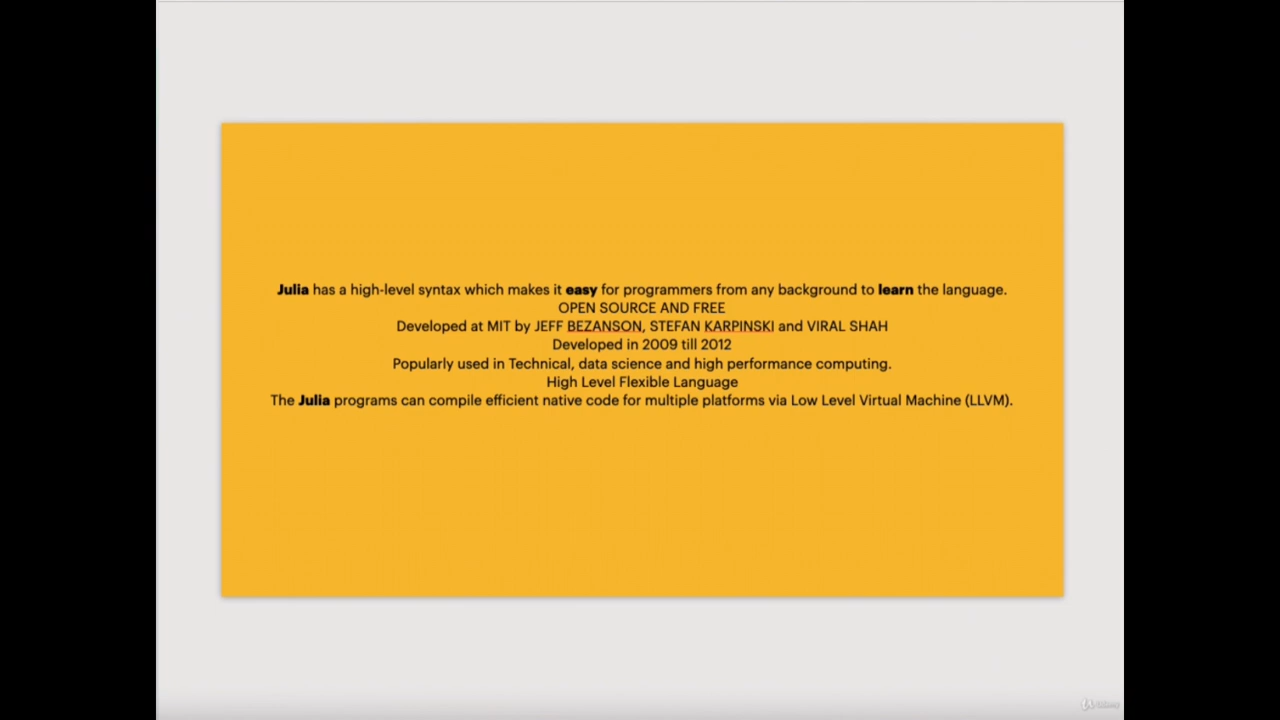 Julia has a high-level syntax which makes it easy for programmers from any background to learn the language.
OPEN SOURCE AND FREE
Developed at MIT by JEFF BEZANSON, STEFAN KARPINSKI and VIRAL SHAH
Developed in 2009 till 2012
Popularly used in Technical, data science and high performance computing.
High Level Flexible Language
The Julia programs can compile efficient native code for multiple platforms via Low Level Virtual Machine (LLVM).